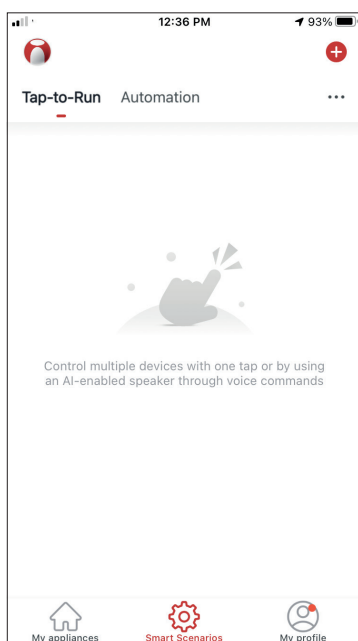 12:36 PM
93%
Tap-to-Run Automation
Control multiple devices with one tap or by using
an AI-enabled speaker through voice commands
My appliances Smart Scenarios My profile